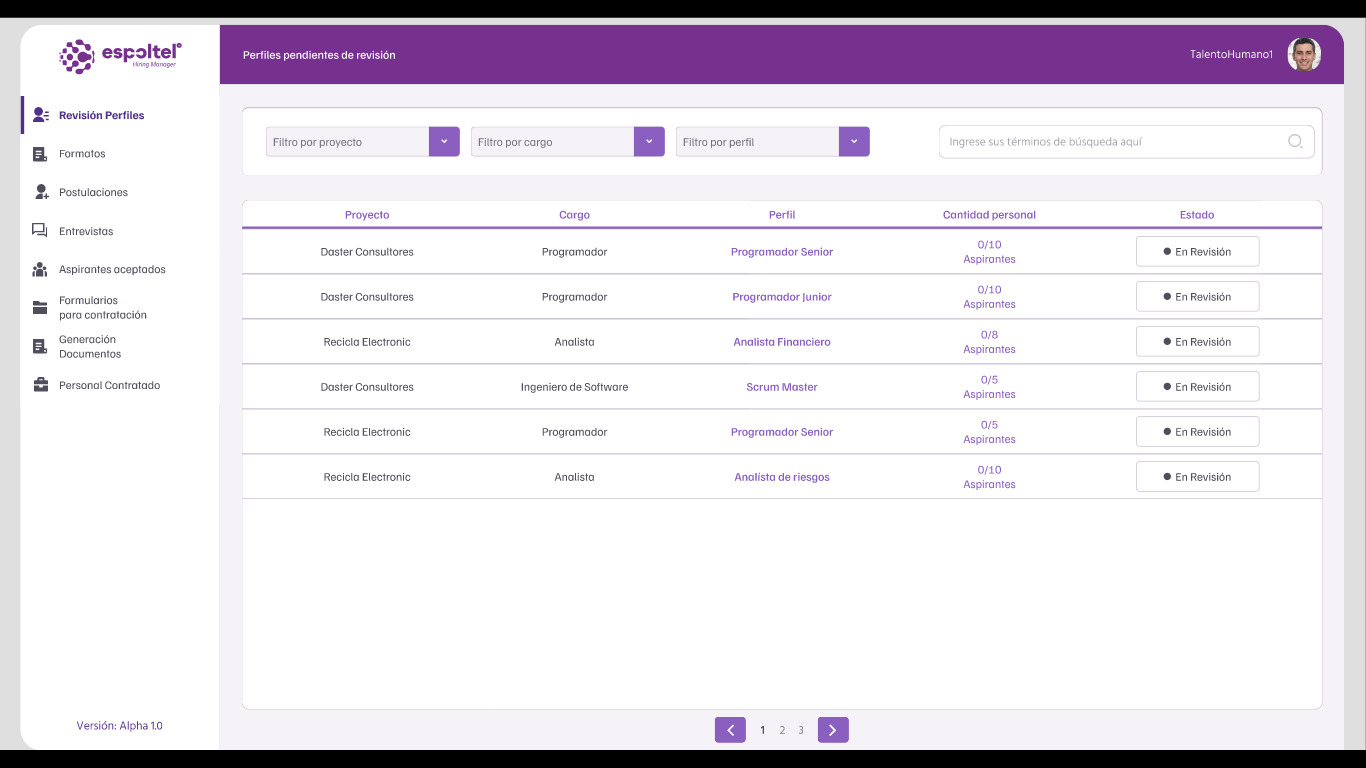 espoltel
Hiring Manager
Perfiles pendientes de revisión
TalentoHumano1
Revisión Perfiles
Formatos
Postulaciones
Entrevistas
Aspirantes aceptados
Formularios
para contratación
Generación
Documentos
Personal Contratado
Versión: Alpha 1.0
Filtro por proyecto
Filtro por cargo
Filtro por perfil
Ingrese sus términos de búsqueda aquí
Proyecto Cargo Perfil Cantidad personal Estado
Daster Consultores Programador Programador Senior 0/10 Aspirantes En Revisión
Daster Consultores Programador Programador Junior 0/10 Aspirantes En Revisión
Recicla Electronic Analista Analista Financiero 0/8 Aspirantes En Revisión
Daster Consultores Ingeniero de Software Scrum Master 0/5 Aspirantes En Revisión
Recicla Electronic Programador Programador Senior 0/5 Aspirantes En Revisión
Recicla Electronic Analista Analísta de riesgos 0/10 Aspirantes En Revisión
1 2 3